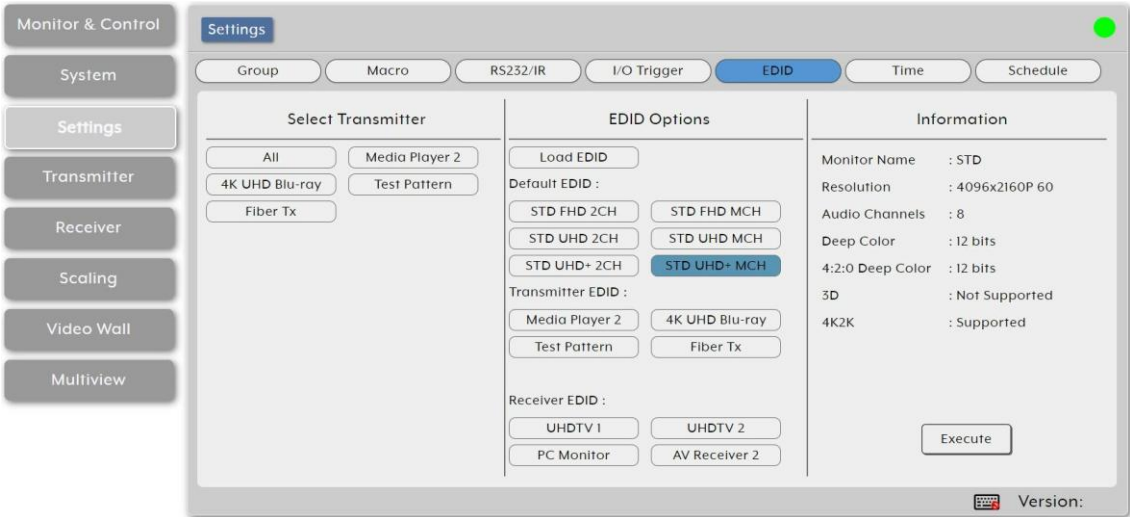 Monitor & Control
System
Settings
Transmitter
Receiver
Scaling
Video Wall
Multiview
Settings
Group Macro RS232/IR I/O Trigger EDID Time Schedule
Select Transmitter
All Media Player 2
4K UHD Blu-ray Test Pattern
Fiber Tx
EDID Options
Load EDID
Default EDID :
STD FHD 2CH STD FHD MCH
STD UHD 2CH STD UHD MCH
STD UHD+ 2CH STD UHD+ MCH
Transmitter EDID :
Media Player 2 4K UHD Blu-ray
Test Pattern Fiber Tx
Receiver EDID :
UHDTV 1 UHDTV 2
PC Monitor AV Receiver 2
Information
Monitor Name : STD
Resolution : 4096x2160P 60
Audio Channels : 8
Deep Color : 12 bits
4:2:0 Deep Color : 12 bits
3D : Not Supported
4K2K : Supported
Execute
Version: